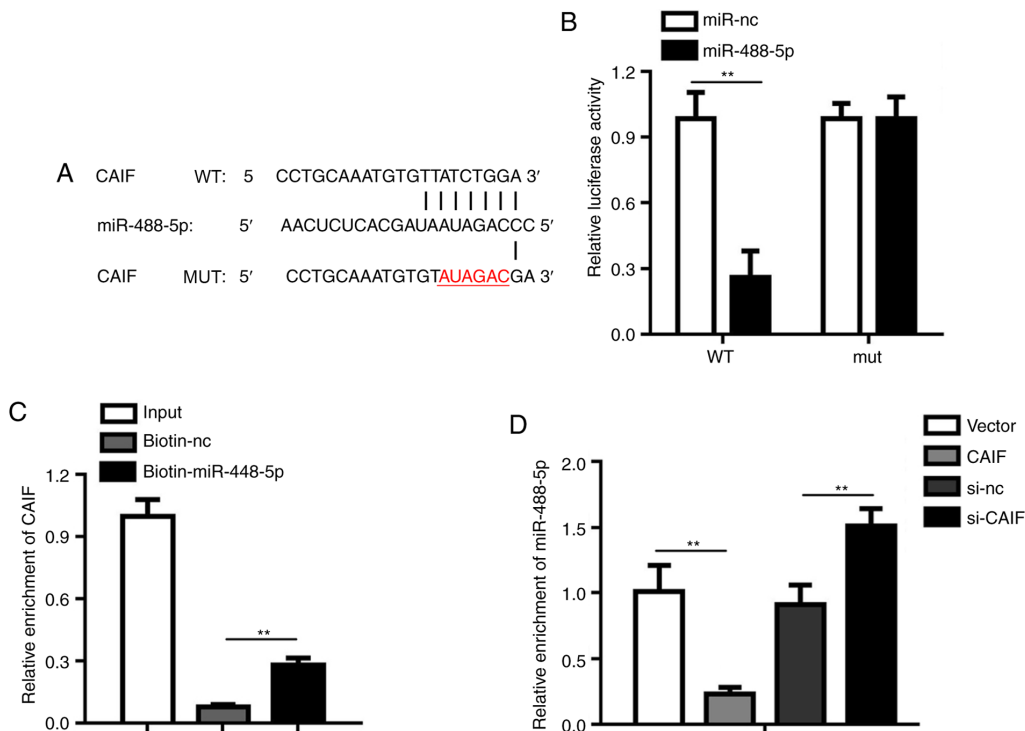 A
CAIF WT: 5 CCTGCAAATGTGTTATCTGGA 3′
miR-488-5p: 5′ AACUCUCACGAUAAUAGACCC 5′
CAIF MUT: 5′ CCTGCAAATGTGTAUAGACGA 3′
B
miR-nc
miR-488-5p
Relative luciferase activity
1.2
0.9
0.6
0.3
0.0
**
WT mut
C
Input
Biotin-nc
Biotin-miR-448-5p
Relative enrichment of CAIF
1.2
0.9
0.6
0.3
0.0
**
D
Vector
CAIF
si-nc
si-CAIF
Relative enrichment of miR-488-5p
2.0
1.5
1.0
0.5
0.0
**
**